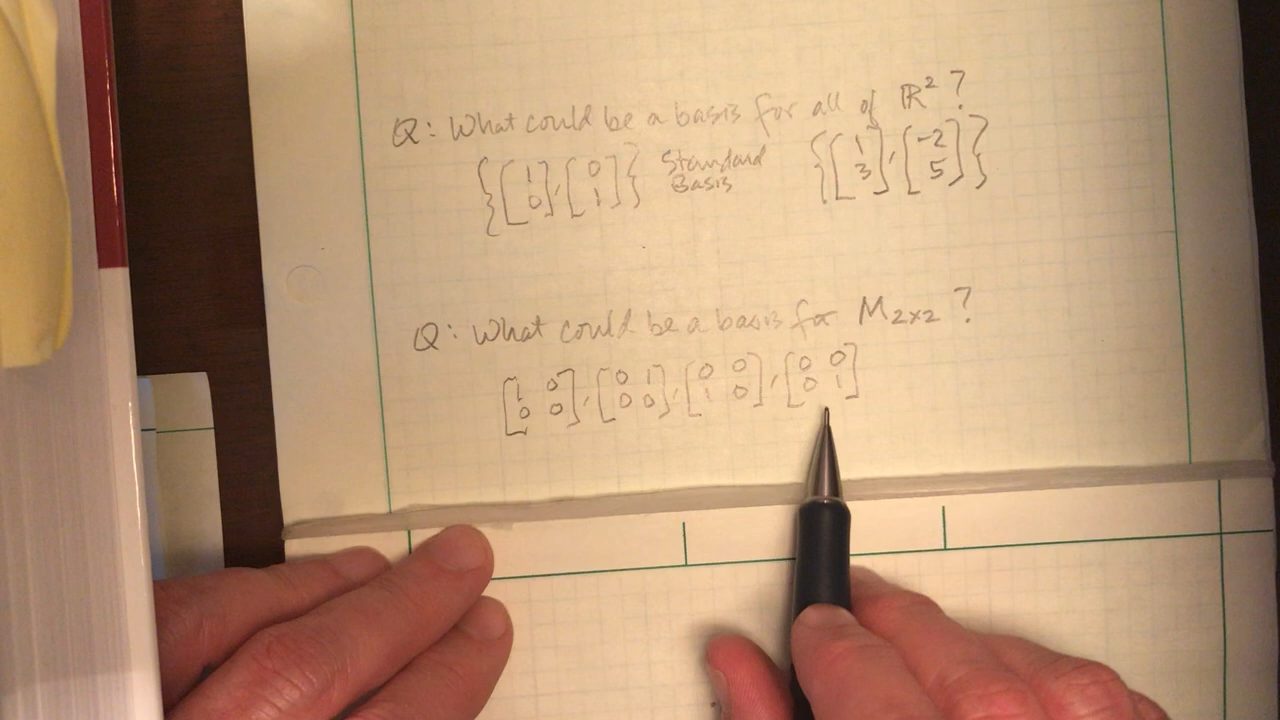 Q: What could be a basis for all of ℝ² ?
{[1 0], [0 1]} Standard Basis {[1 3], [-2 5]}
Q: What could be a basis for M2x2 ?
[1 0 0 0], [0 1 0 0], [0 0 1 0], [0 0 0 1]